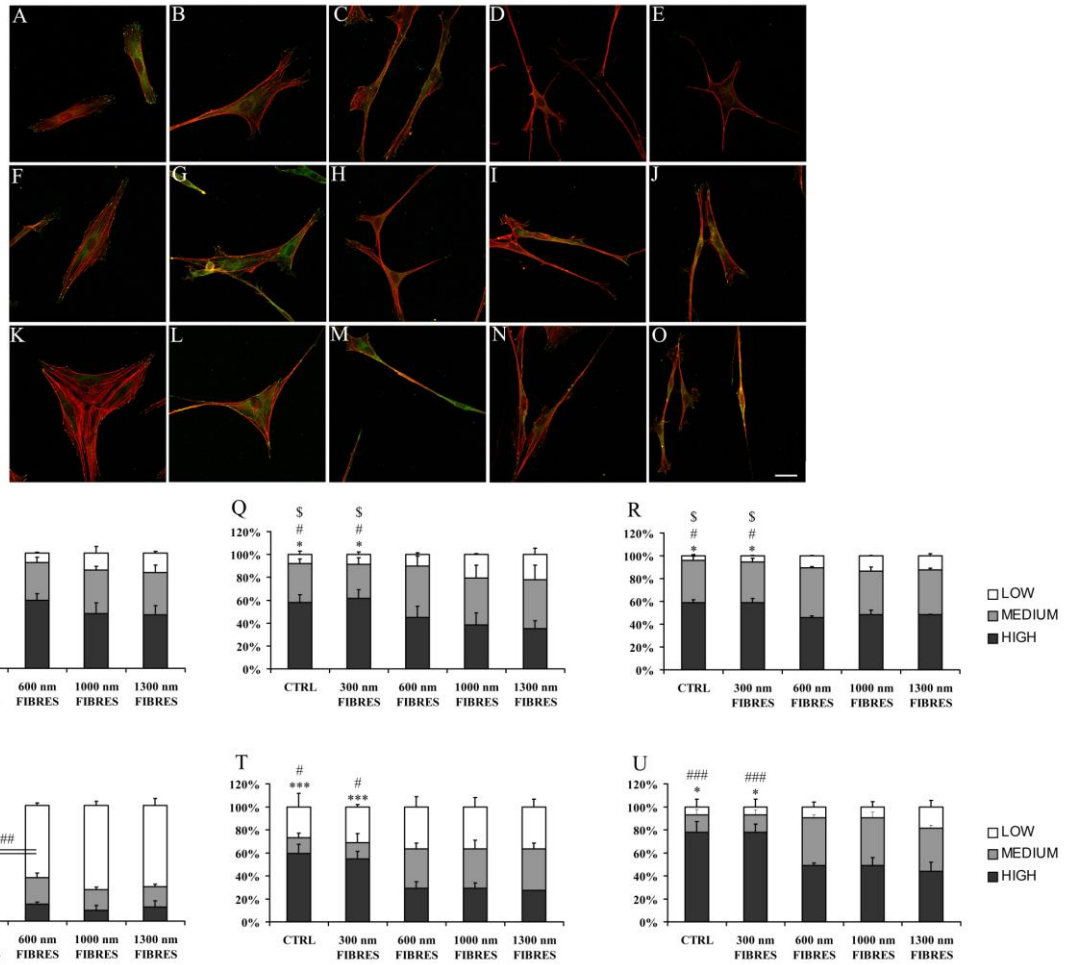 A B C D E
F G H I J
K L M N O
Q
$ $
# #
* *
120%
100%
80%
60%
40%
20%
0%
CTRL 300 nm FIBRES 600 nm FIBRES 1000 nm FIBRES 1300 nm FIBRES
R
$ $
# #
* *
120%
100%
80%
60%
40%
20%
0%
CTRL 300 nm FIBRES 600 nm FIBRES 1000 nm FIBRES 1300 nm FIBRES
LOW
MEDIUM
HIGH
600 nm FIBRES 1000 nm FIBRES 1300 nm FIBRES
##
600 nm FIBRES 1000 nm FIBRES 1300 nm FIBRES
T
# #
*** ***
120%
100%
80%
60%
40%
20%
0%
CTRL 300 nm FIBRES 600 nm FIBRES 1000 nm FIBRES 1300 nm FIBRES
U
### ###
* *
120%
100%
80%
60%
40%
20%
0%
CTRL 300 nm FIBRES 600 nm FIBRES 1000 nm FIBRES 1300 nm FIBRES
LOW
MEDIUM
HIGH